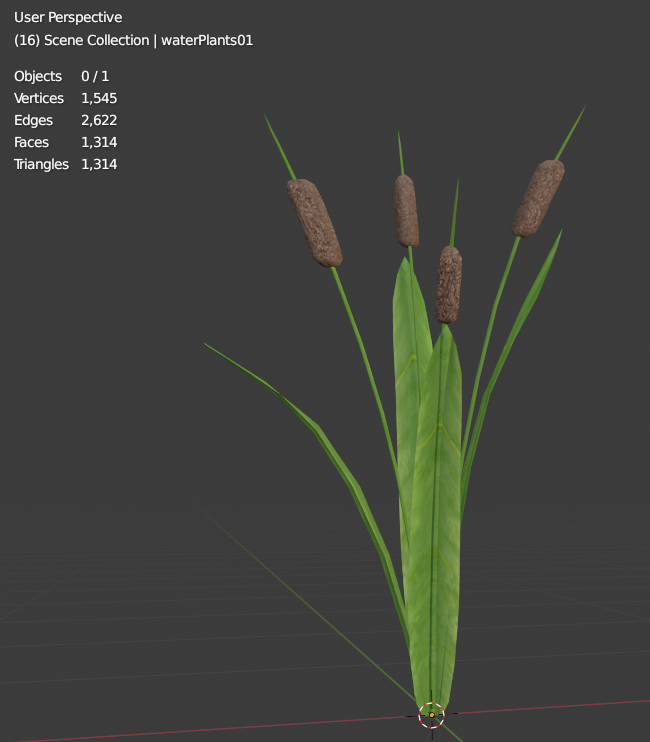 User Perspective
(16) Scene Collection | waterPlants01
Objects 0 / 1
Vertices 1,545
Edges 2,622
Faces 1,314
Triangles 1,314